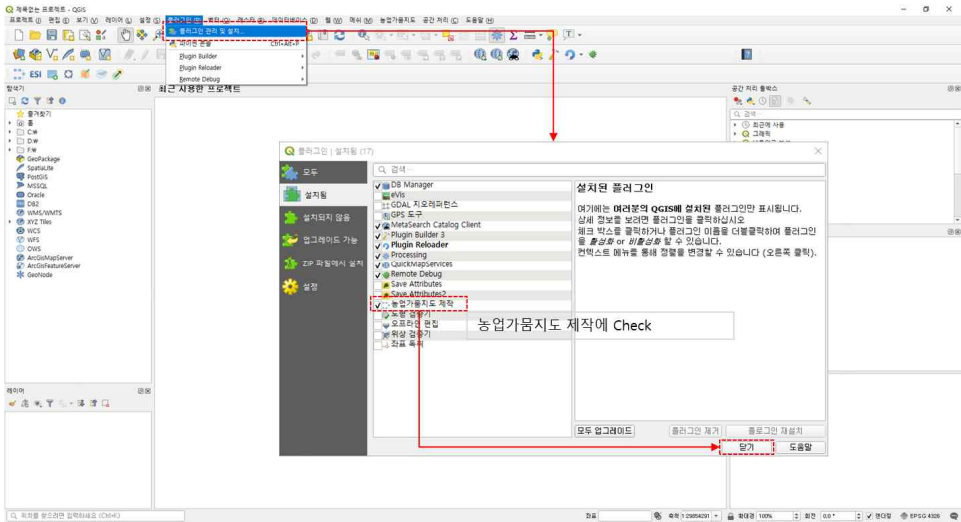 제목없는 프로젝트 - QGIS
프로젝트 (J) 편집 (E) 보기 (V) 레이어 (L) 설정 (S) 플러그인 (P) 벡터 (O) 래스터 (R) 데이터베이스 (D) 웹 (W) 메쉬 (M) 농업가뭄지도 공간 처리 (C) 도움말 (H)
플러그인 관리 및 설치...
파이썬 콘솔 Ctrl+Alt+P
Plugin Builder
Plugin Reloader
Remote Debug
ESI
탐색기
최근 사용한 프로젝트
공간 처리 툴박스
즐겨찾기
홈
C:₩
D:₩
F:₩
GeoPackage
SpatiaLite
PostGIS
MSSQL
Oracle
DB2
WMS/WMTS
XYZ Tiles
WCS
WFS
OWS
ArcGisMapServer
ArcGisFeatureServer
GeoNode
검색...
최근에 사용
그래픽
플러그인 | 설치됨 (17)
모두
설치됨
설치되지 않음
업그레이드 가능
ZIP 파일에서 설치
설정
검색...
DB Manager
eVis
GDAL 지오레퍼런스
GPS 도구
MetaSearch Catalog Client
Plugin Builder 3
Plugin Reloader
Processing
QuickMapServices
Remote Debug
Save Attributes
Save Attributes2
농업가뭄지도 제작
도형 검증기
오프라인 편집
위상 검증기
좌표 독취
농업가뭄지도 제작에 Check
설치된 플러그인
여기에는 여러분의 QGIS에 설치된 플러그인만 표시됩니다.
상세 정보를 보려면 플러그인을 클릭하십시오
체크 박스를 클릭하거나 플러그인 이름을 더블클릭하여 플러그인
을 활성화 or 비활성화 할 수 있습니다.
컨텍스트 메뉴를 통해 정렬을 변경할 수 있습니다 (오른쪽 클릭).
모두 업그레이드
플러그인 제거
플로그인 재설치
닫기
도움말
레이어
위치를 찾으려면 입력하세요 (Ctrl+K)
좌표
축척 1:29854291
확대경 100%
회전 0.0 °
렌더링
EPSG:4326